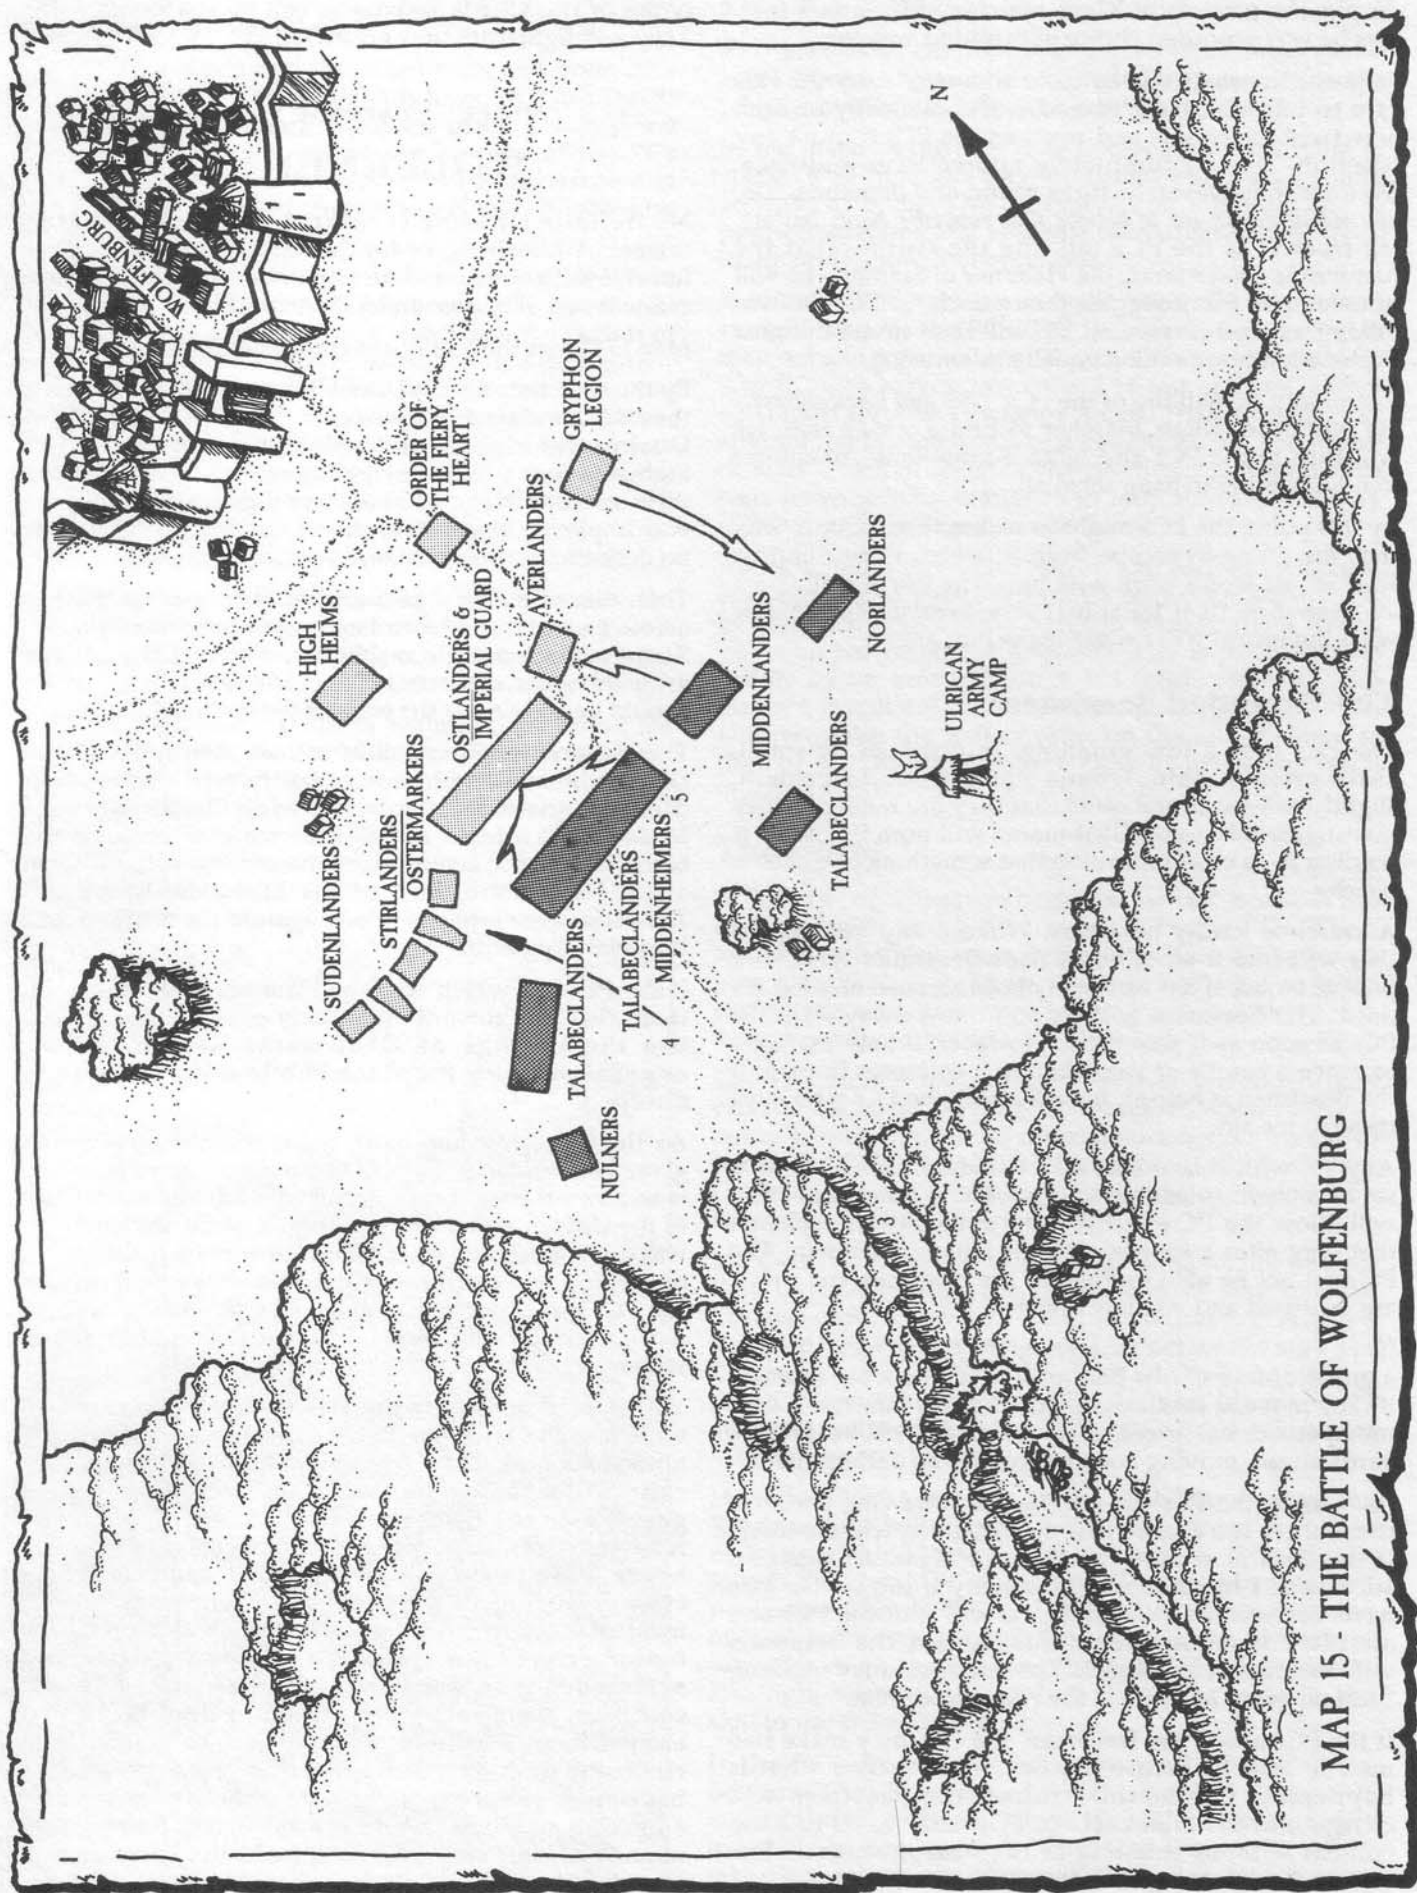 WOLFENBURG
N
ORDER OF
THE FIERY
HEART
GRYPHON
LEGION
HIGH
HELMS
OSTLANDERS &
IMPERIAL GUARD
AVERLANDERS
SUDENLANDERS
STIRLANDERS
OSTERMARKERS
NORLANDERS
MIDDENLANDERS
TALABECLANDERS
ULRICAN
ARMY
CAMP
5
TALABECLANDERS
MIDDENHEIMERS
TALABECLANDERS
4
NULNERS
3
2
1
MAP 15 - THE BATTLE OF WOLFENBURG